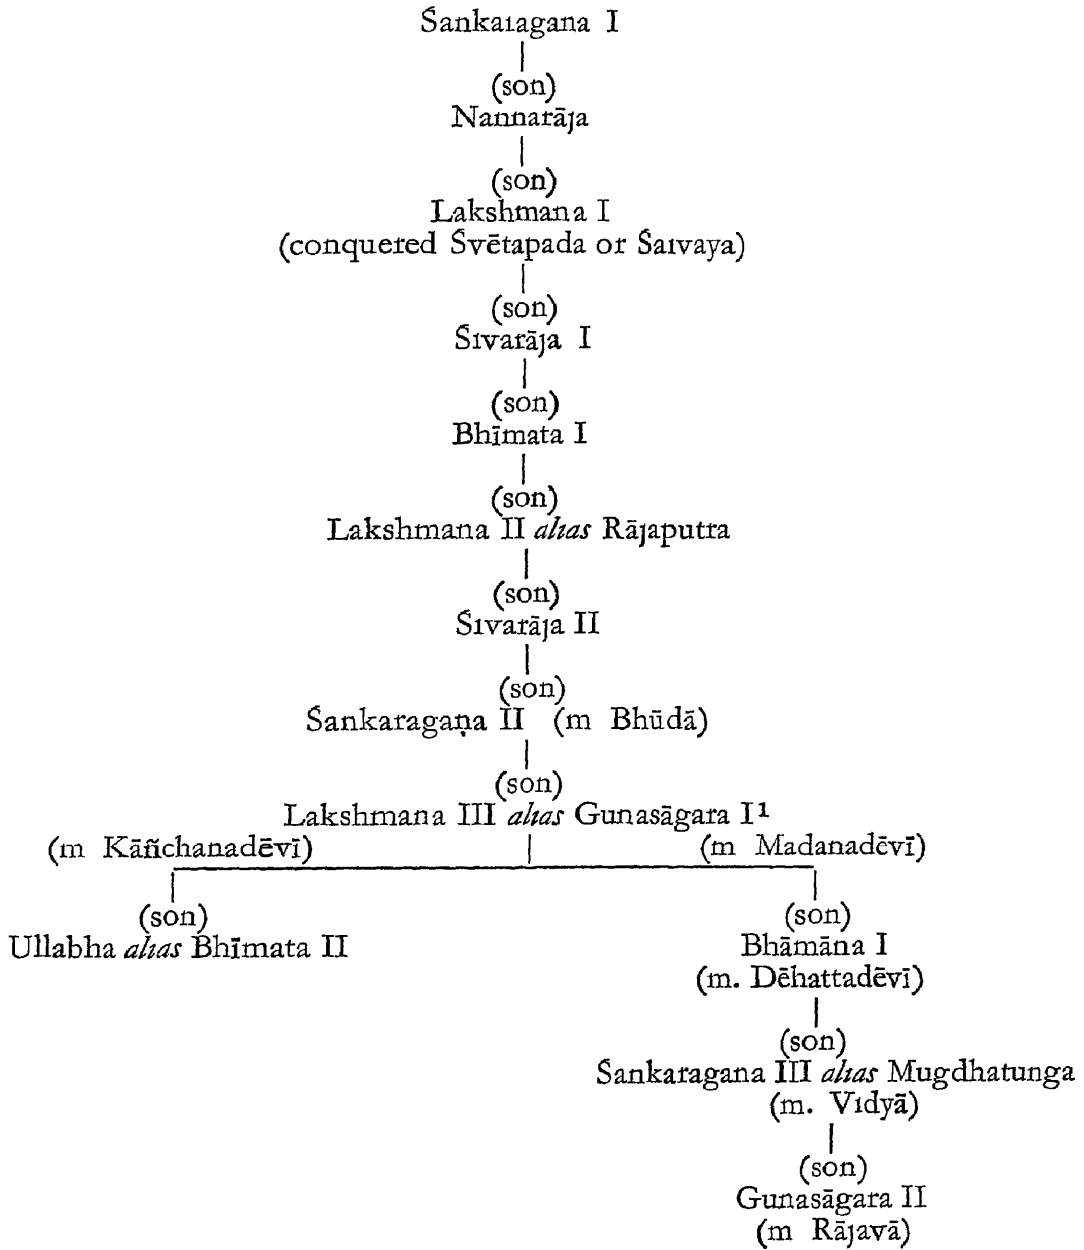 Śankaragana I
(son)
Nannarāja
(son)
Lakshmana I
(conquered Śvētapada or Śaivaya)
(son)
Śivarāja I
(son)
Bhīmata I
(son)
Lakshmana II alias Rājaputra
(son)
Śivarāja II
(son)
Śankaragaṇa II (m Bhūdā)
(son)
Lakshmana III alias Gunasāgara I¹
(m Kāñchanadēvī) (m Madanadēvī)
(son) (son)
Ullabha alias Bhīmata II Bhāmāna I
(m. Dēhattadēvī)
(son)
Śankaragana III alias Mugdhatunga
(m. Vidyā)
(son)
Gunasāgara II
(m Rājavā)